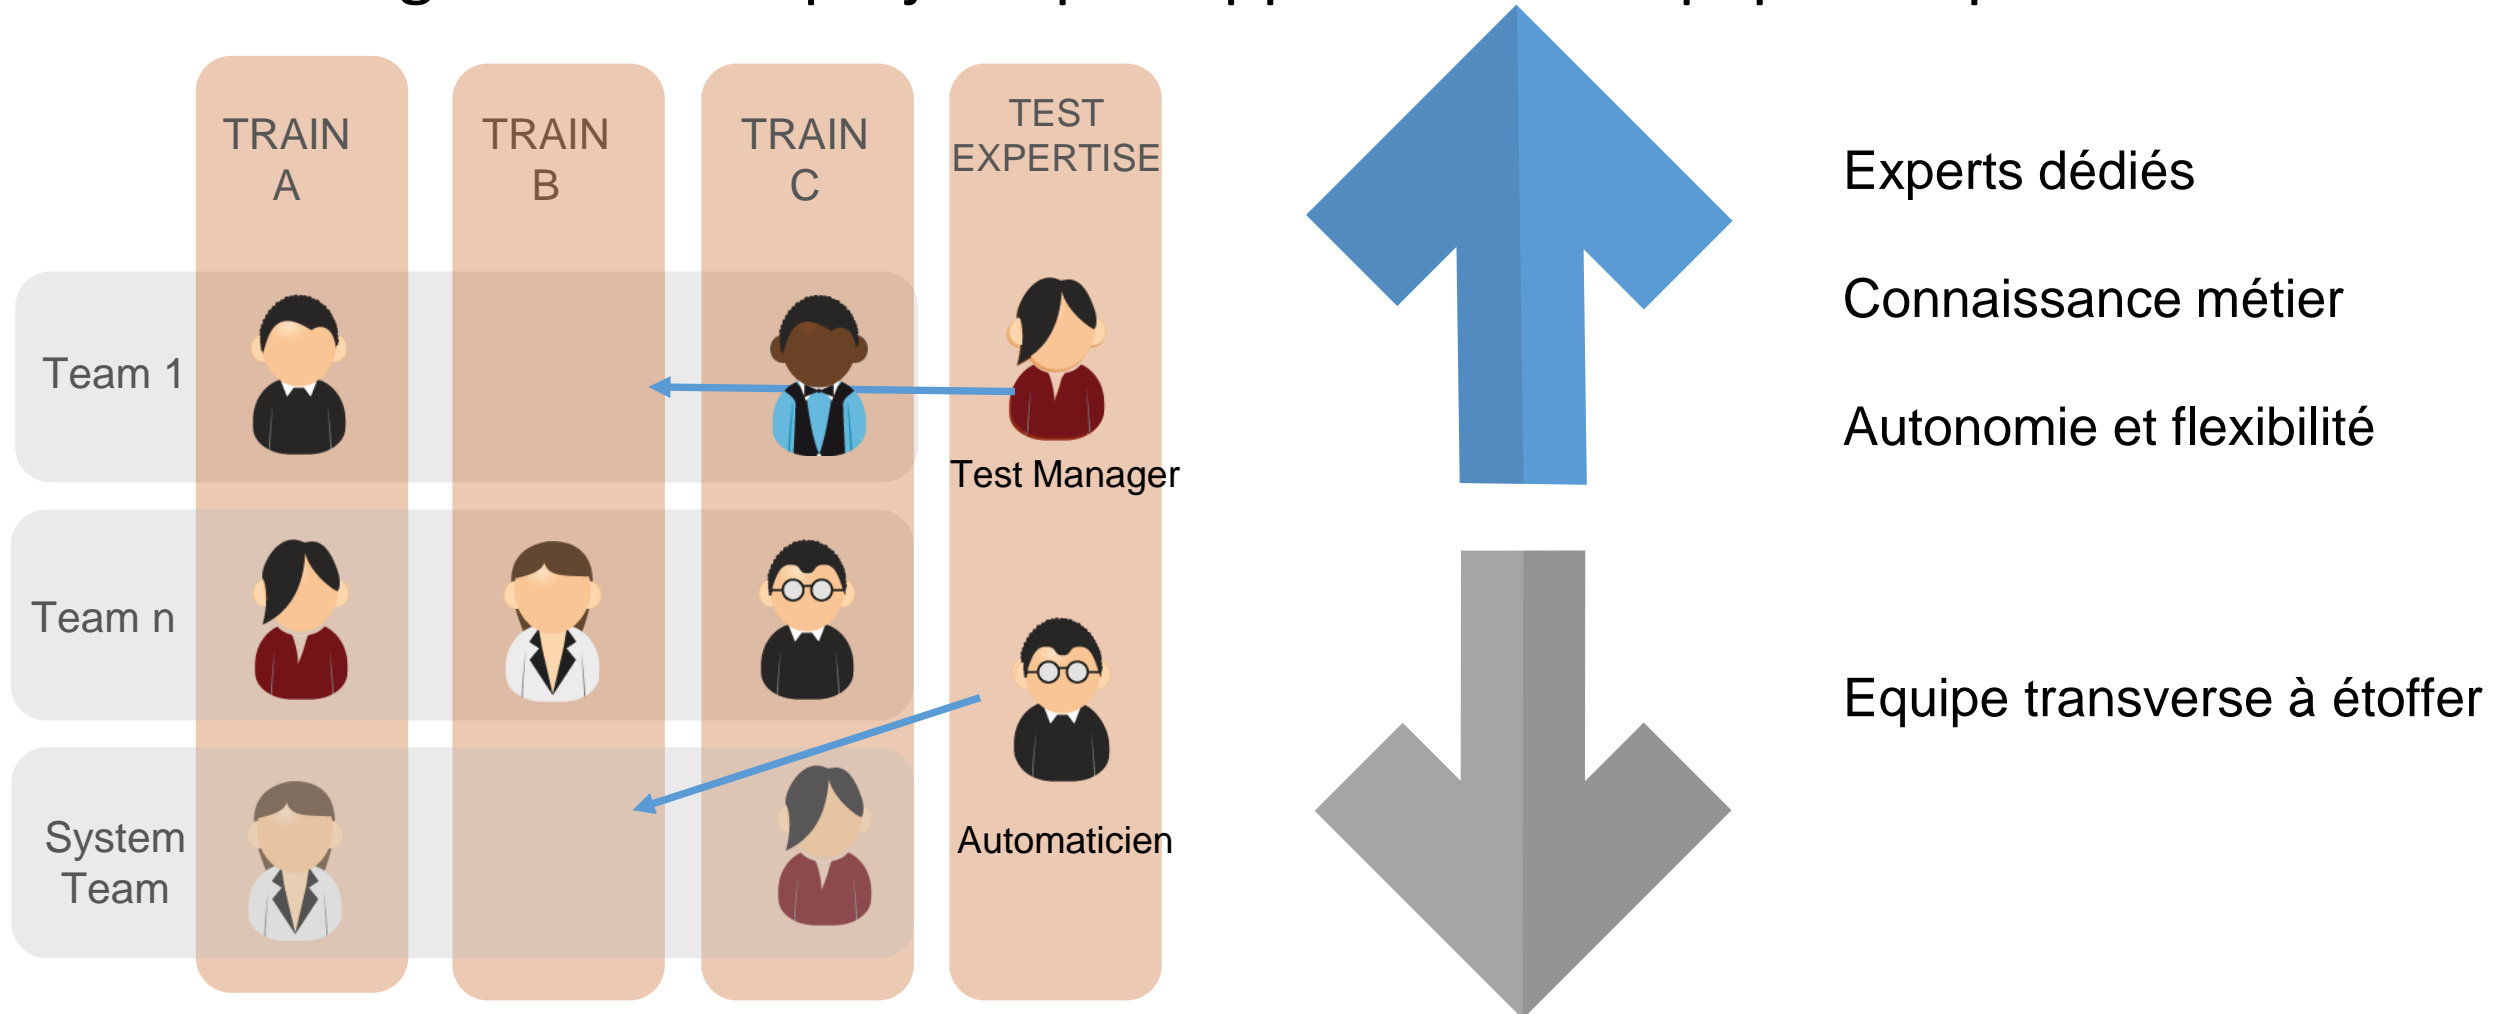 TRAIN
A
TRAIN
B
TRAIN
C
TEST
EXPERTISE
Team 1
Test Manager
Team n
Automaticien
System
Team
Experts dédiés
Connaissance métier
Autonomie et flexibilité
Equipe transverse à étoffer